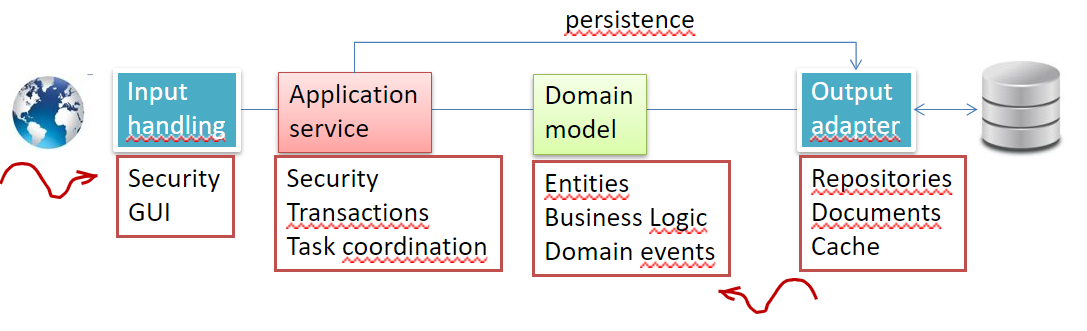 persistence
Input
handling
Application
service
Domain
model
Output
adapter
Security
GUI
Security
Transactions
Task coordination
Entities
Business Logic
Domain events
Repositories
Documents
Cache